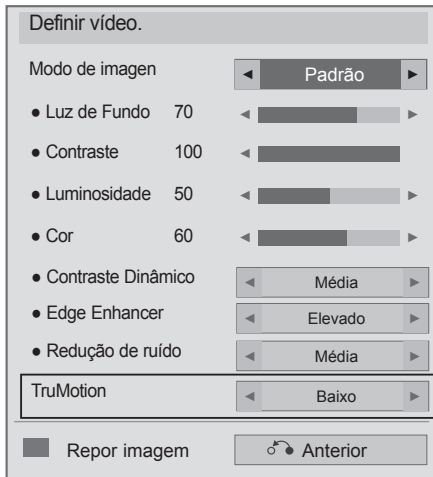 Definir vídeo.
Modo de imagen ◄ Padrão ►
● Luz de Fundo 70 ◄ ►
● Contraste 100 ◄
● Luminosidade 50 ◄ ►
● Cor 60 ◄ ►
● Contraste Dinâmico ◄ Média ►
● Edge Enhancer ◄ Elevado ►
● Redução de ruído ◄ Média ►
TruMotion ◄ Baixo ►
Repor imagem Anterior